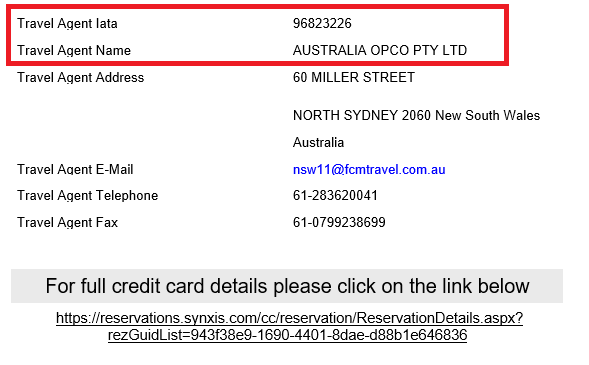 Travel Agent Iata 96823226
Travel Agent Name AUSTRALIA OPCO PTY LTD
Travel Agent Address 60 MILLER STREET
NORTH SYDNEY 2060 New South Wales
Australia
Travel Agent E-Mail nsw11@fcmtravel.com.au
Travel Agent Telephone 61-283620041
Travel Agent Fax 61-0799238699
For full credit card details please click on the link below
https://reservations.synxis.com/cc/reservation/ReservationDetails.aspx?
rezGuidList=943f38e9-1690-4401-8dae-d88b1e646836